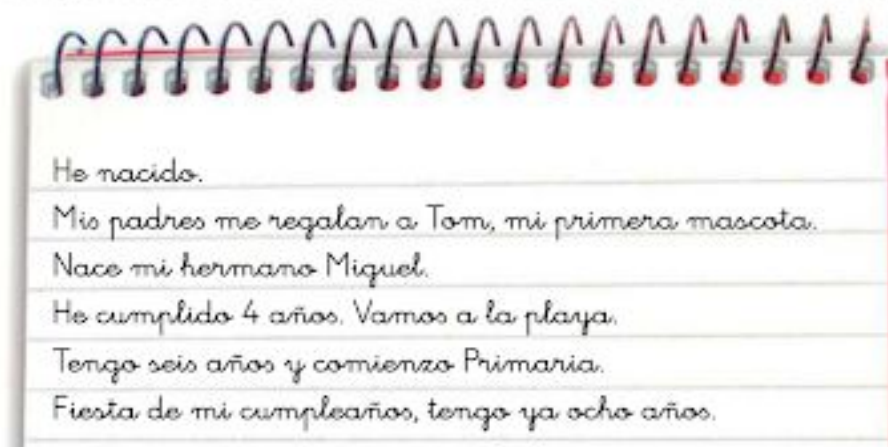 He nacido.
Mis padres me regalan a Tom, mi primera mascota.
Nace mi hermano Miguel.
He cumplido 4 años. Vamos a la playa.
Tengo seis años y comienzo Primaria.
Fiesta de mi cumpleaños, tengo ya ocho años.